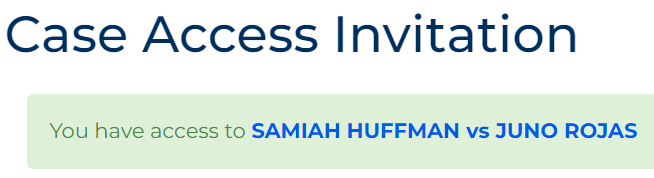 Case Access Invitation
You have access to SAMIAH HUFFMAN vs JUNO ROJAS